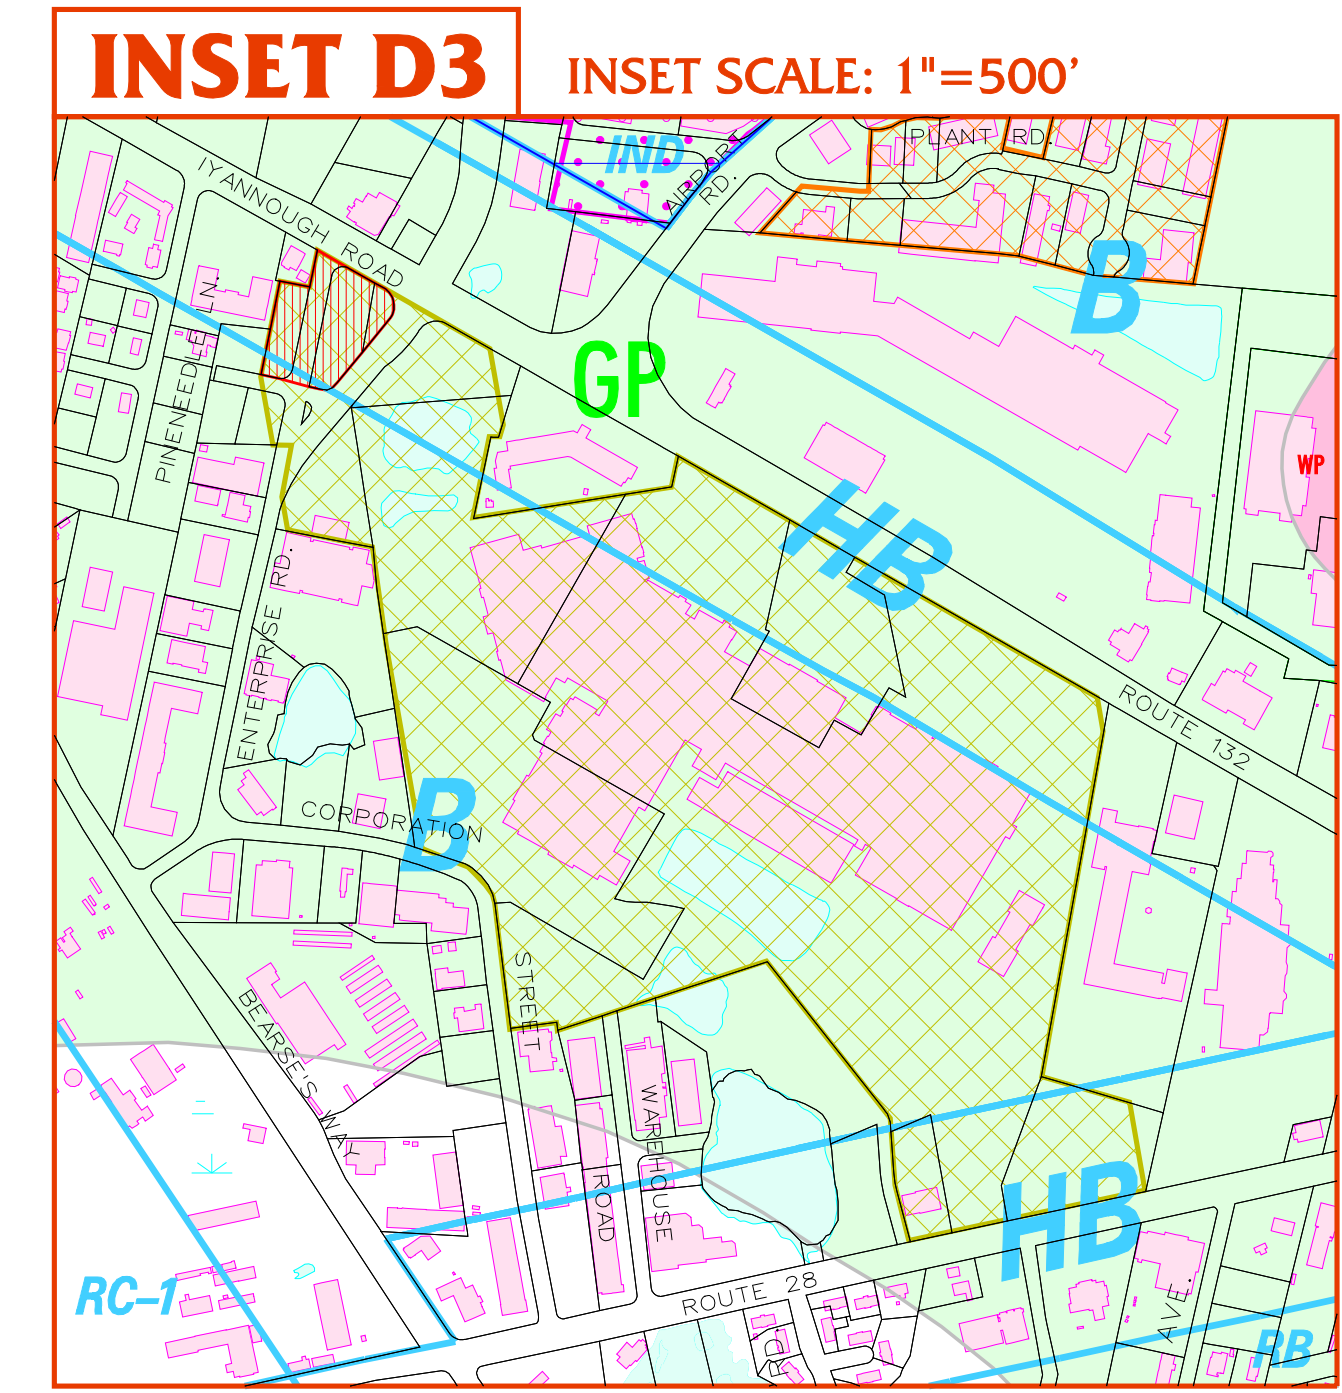 INSET D3
INSET SCALE: 1"=500'
PLANT RD.
IND
AIRPORT
RD.
IYANNOUGH ROAD
B
PINENEEDLE LN.
GP
WP
HB
ENTERPRISE RD.
ROUTE 132
CORPORATION
B
STREET
BEARSE'S WAY
WAREHOUSE
ROAD
HB
RC-1
ROUTE 28
AVE.
RB
CIR